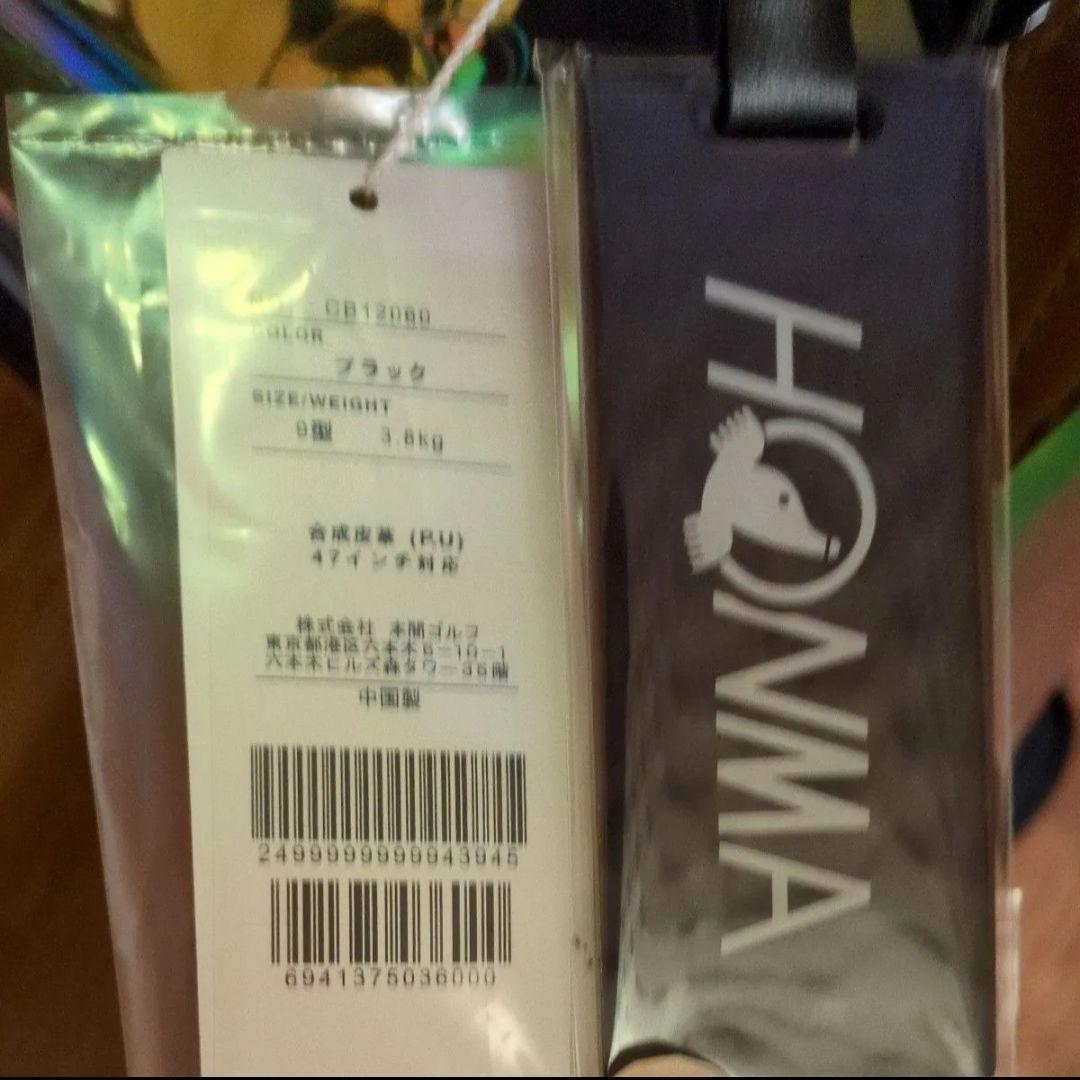 CB12060
COLOR
ブラック
SIZE/WEIGHT
9型 3.8kg
合成皮革 (P.U)
47インチ対応
株式会社 本間ゴルフ
東京都港区六本木6-10-1
六本木ヒルズ森タワー35階
中国製
2499999999943945
6941375036000
HONMA